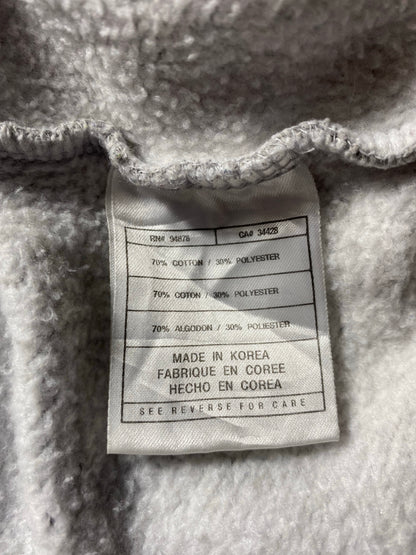 RN# 94878 CA# 34428
70% COTTON / 30% POLYESTER
70% COTON / 30% POLYESTER
70% ALGODON / 30% POLIESTER
MADE IN KOREA
FABRIQUE EN COREE
HECHO EN COREA
SEE REVERSE FOR CARE